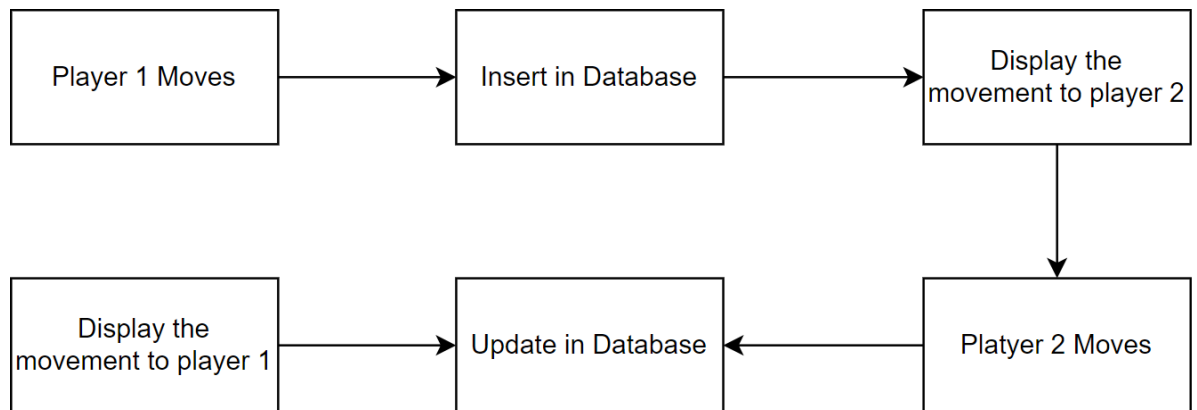 Player 1 Moves
Insert in Database
Display the
movement to player 2
Display the
movement to player 1
Update in Database
Platyer 2 Moves